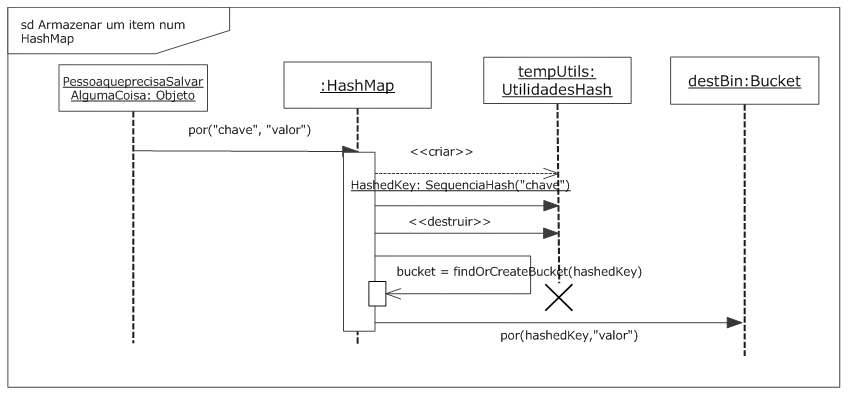 sd Armazenar um item num
HashMap
PessoaqueprecisaSalvar
AlgumaCoisa: Objeto
:HashMap
tempUtils:
UtilidadesHash
destBin:Bucket
por("chave", "valor")
<<criar>>
HashedKey: SequenciaHash("chave")
<<destruir>>
bucket = findOrCreateBucket(hashedKey)
por(hashedKey,"valor")